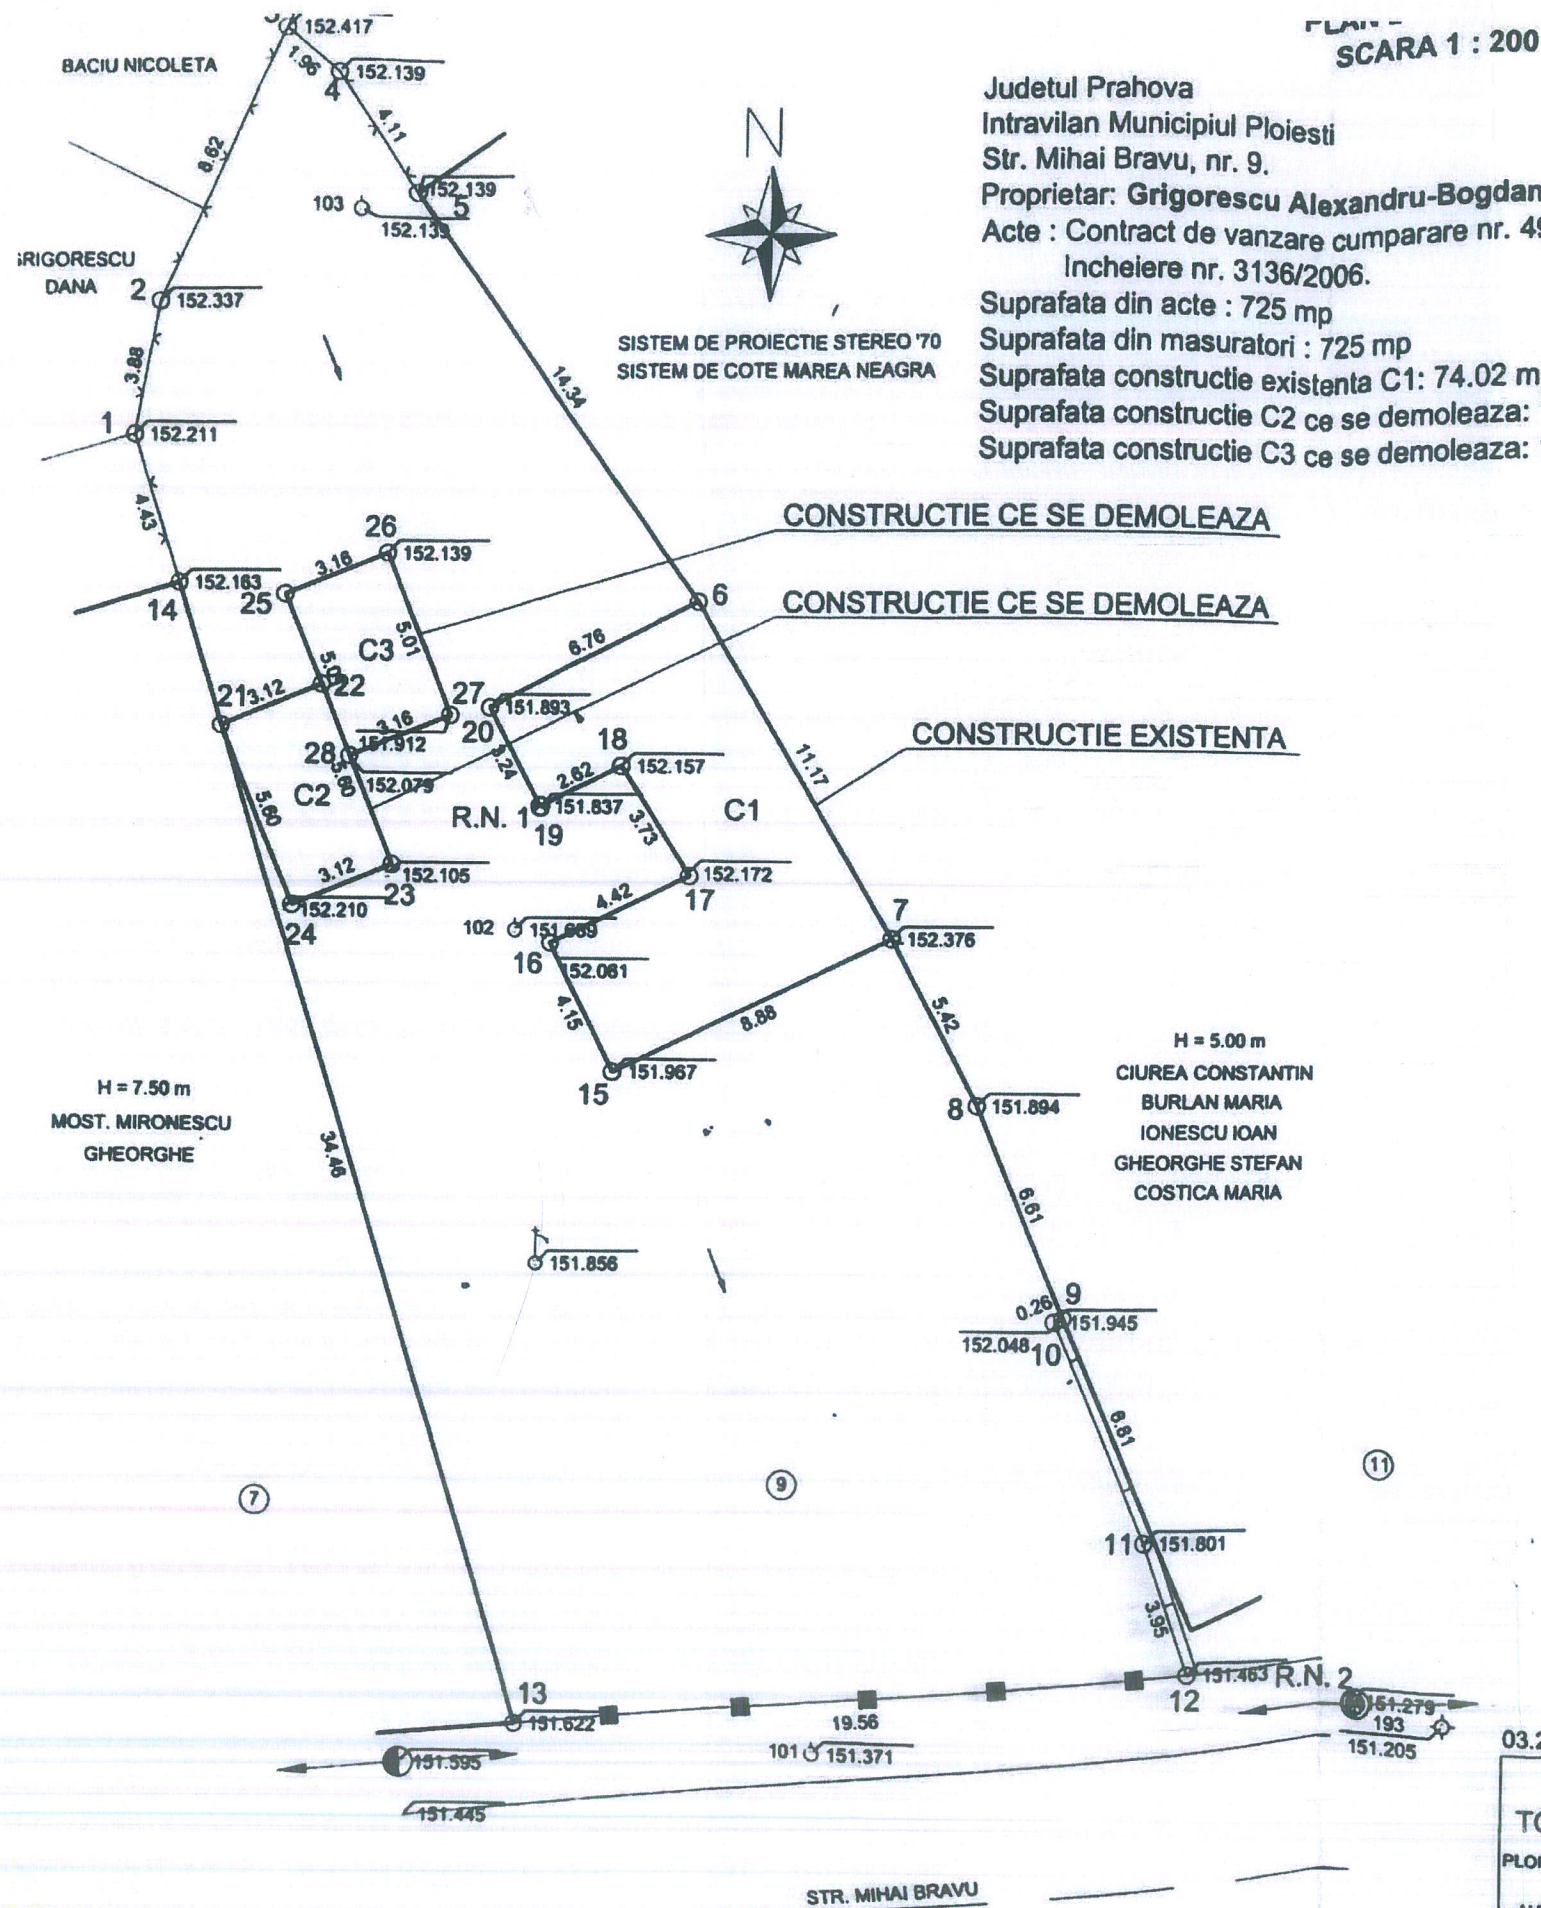 SCARA 1 : 200
Judetul Prahova
Intravilan Municipiul Ploiesti
Str. Mihai Bravu, nr. 9.
Proprietar: Grigorescu Alexandru-Bogdan
Acte : Contract de vanzare cumparare nr.
Incheiere nr. 3136/2006.
Suprafata din acte : 725 mp
Suprafata din masuratori : 725 mp
Suprafata constructie existenta C1: 74.02
Suprafata constructie C2 ce se demoleaza:
Suprafata constructie C3 ce se demoleaza:
152.417
BACIU NICOLETA
1.96
152.139
4
4.11
8.62
152.139
5
103
152.139
N
DANA
2
152.337
SISTEM DE PROIECTIE STEREO '70
SISTEM DE COTE MAREA NEAGRA
3.88
14.34
1
152.211
4.43
CONSTRUCTIE CE SE DEMOLEAZA
26
152.139
3.16
152.163
14
25
6
CONSTRUCTIE CE SE DEMOLEAZA
C3
5.01
6.76
21
3.12
22
27
151.893
20
3.16
151.912
18
CONSTRUCTIE EXISTENTA
11.17
28
152.079
3.24
2.62
152.157
C2
R.N. 1
151.837
19
C1
5.60
3.73
3.12
152.105
23
152.172
17
152.210
24
4.42
7
152.376
102
151.669
16
152.061
4.15
8.88
5.42
15
151.967
H = 5.00 m
CIUREA CONSTANTIN
BURLAN MARIA
IONESCU IOAN
GHEORGHE STEFAN
COSTICA MARIA
8
151.894
H = 7.50 m
MOST. MIRONESCU
GHEORGHE
34.46
6.61
151.856
9
0.26
151.945
152.048
10
6.81
11
7
9
11
151.801
3.95
13
151.622
19.56
151.463
12
R.N. 2
151.279
193
151.205
101
151.371
151.595
151.445
STR. MIHAI BRAVU